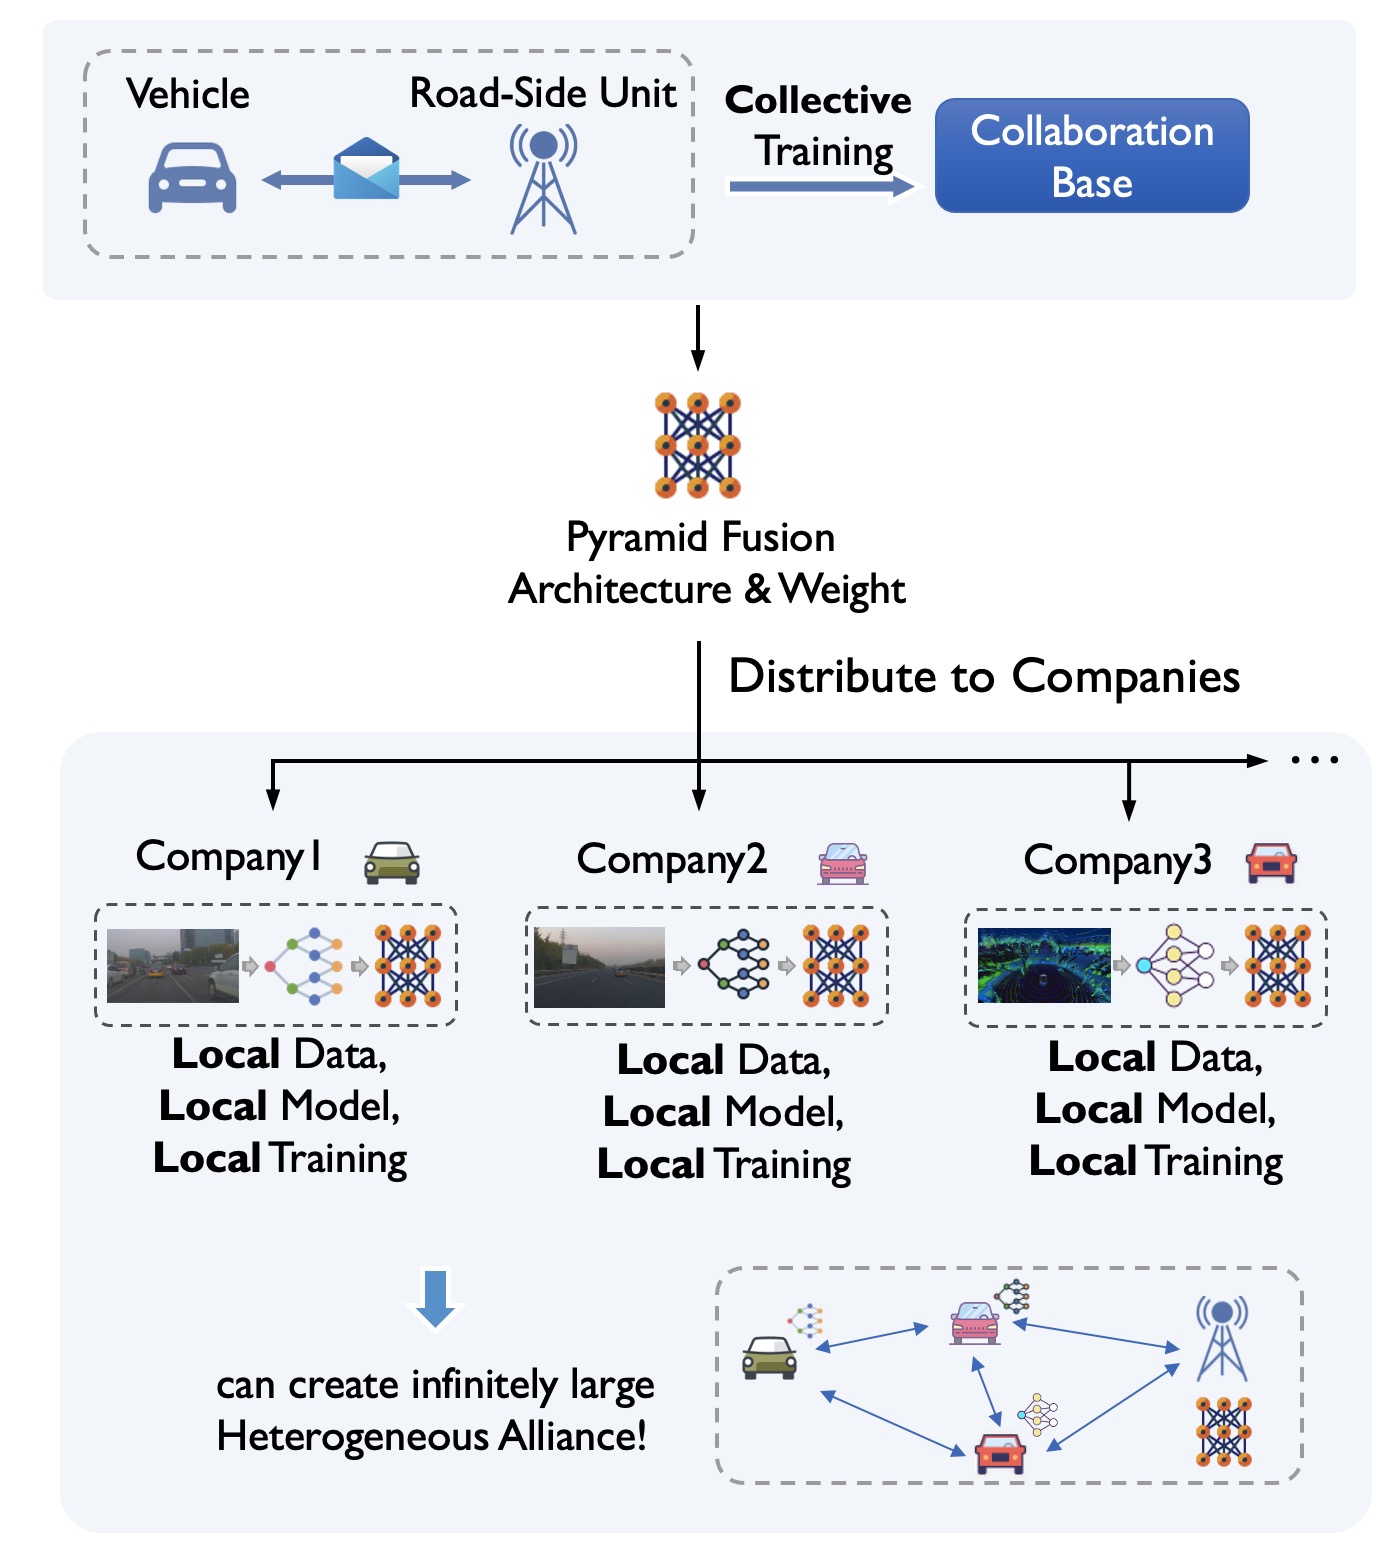 Vehicle
Road-Side Unit
Collective
Training
Collaboration
Base
Pyramid Fusion
Architecture & Weight
Distribute to Companies
...
Company1
Company2
Company3
Local Data,
Local Model,
Local Training
Local Data,
Local Model,
Local Training
Local Data,
Local Model,
Local Training
can create infinitely large
Heterogeneous Alliance!